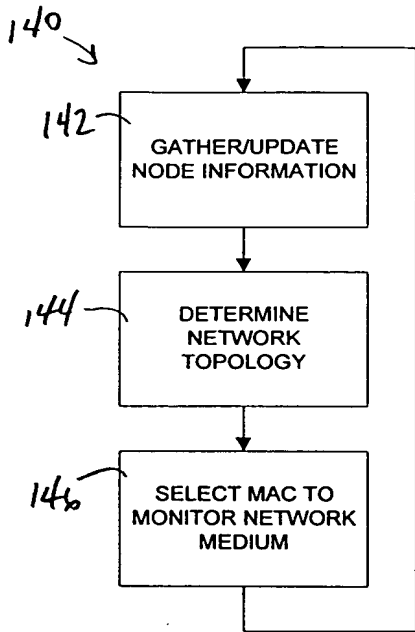 140
142
GATHER/UPDATE
NODE INFORMATION
144
DETERMINE
NETWORK
TOPOLOGY
146
SELECT MAC TO
MONITOR NETWORK
MEDIUM